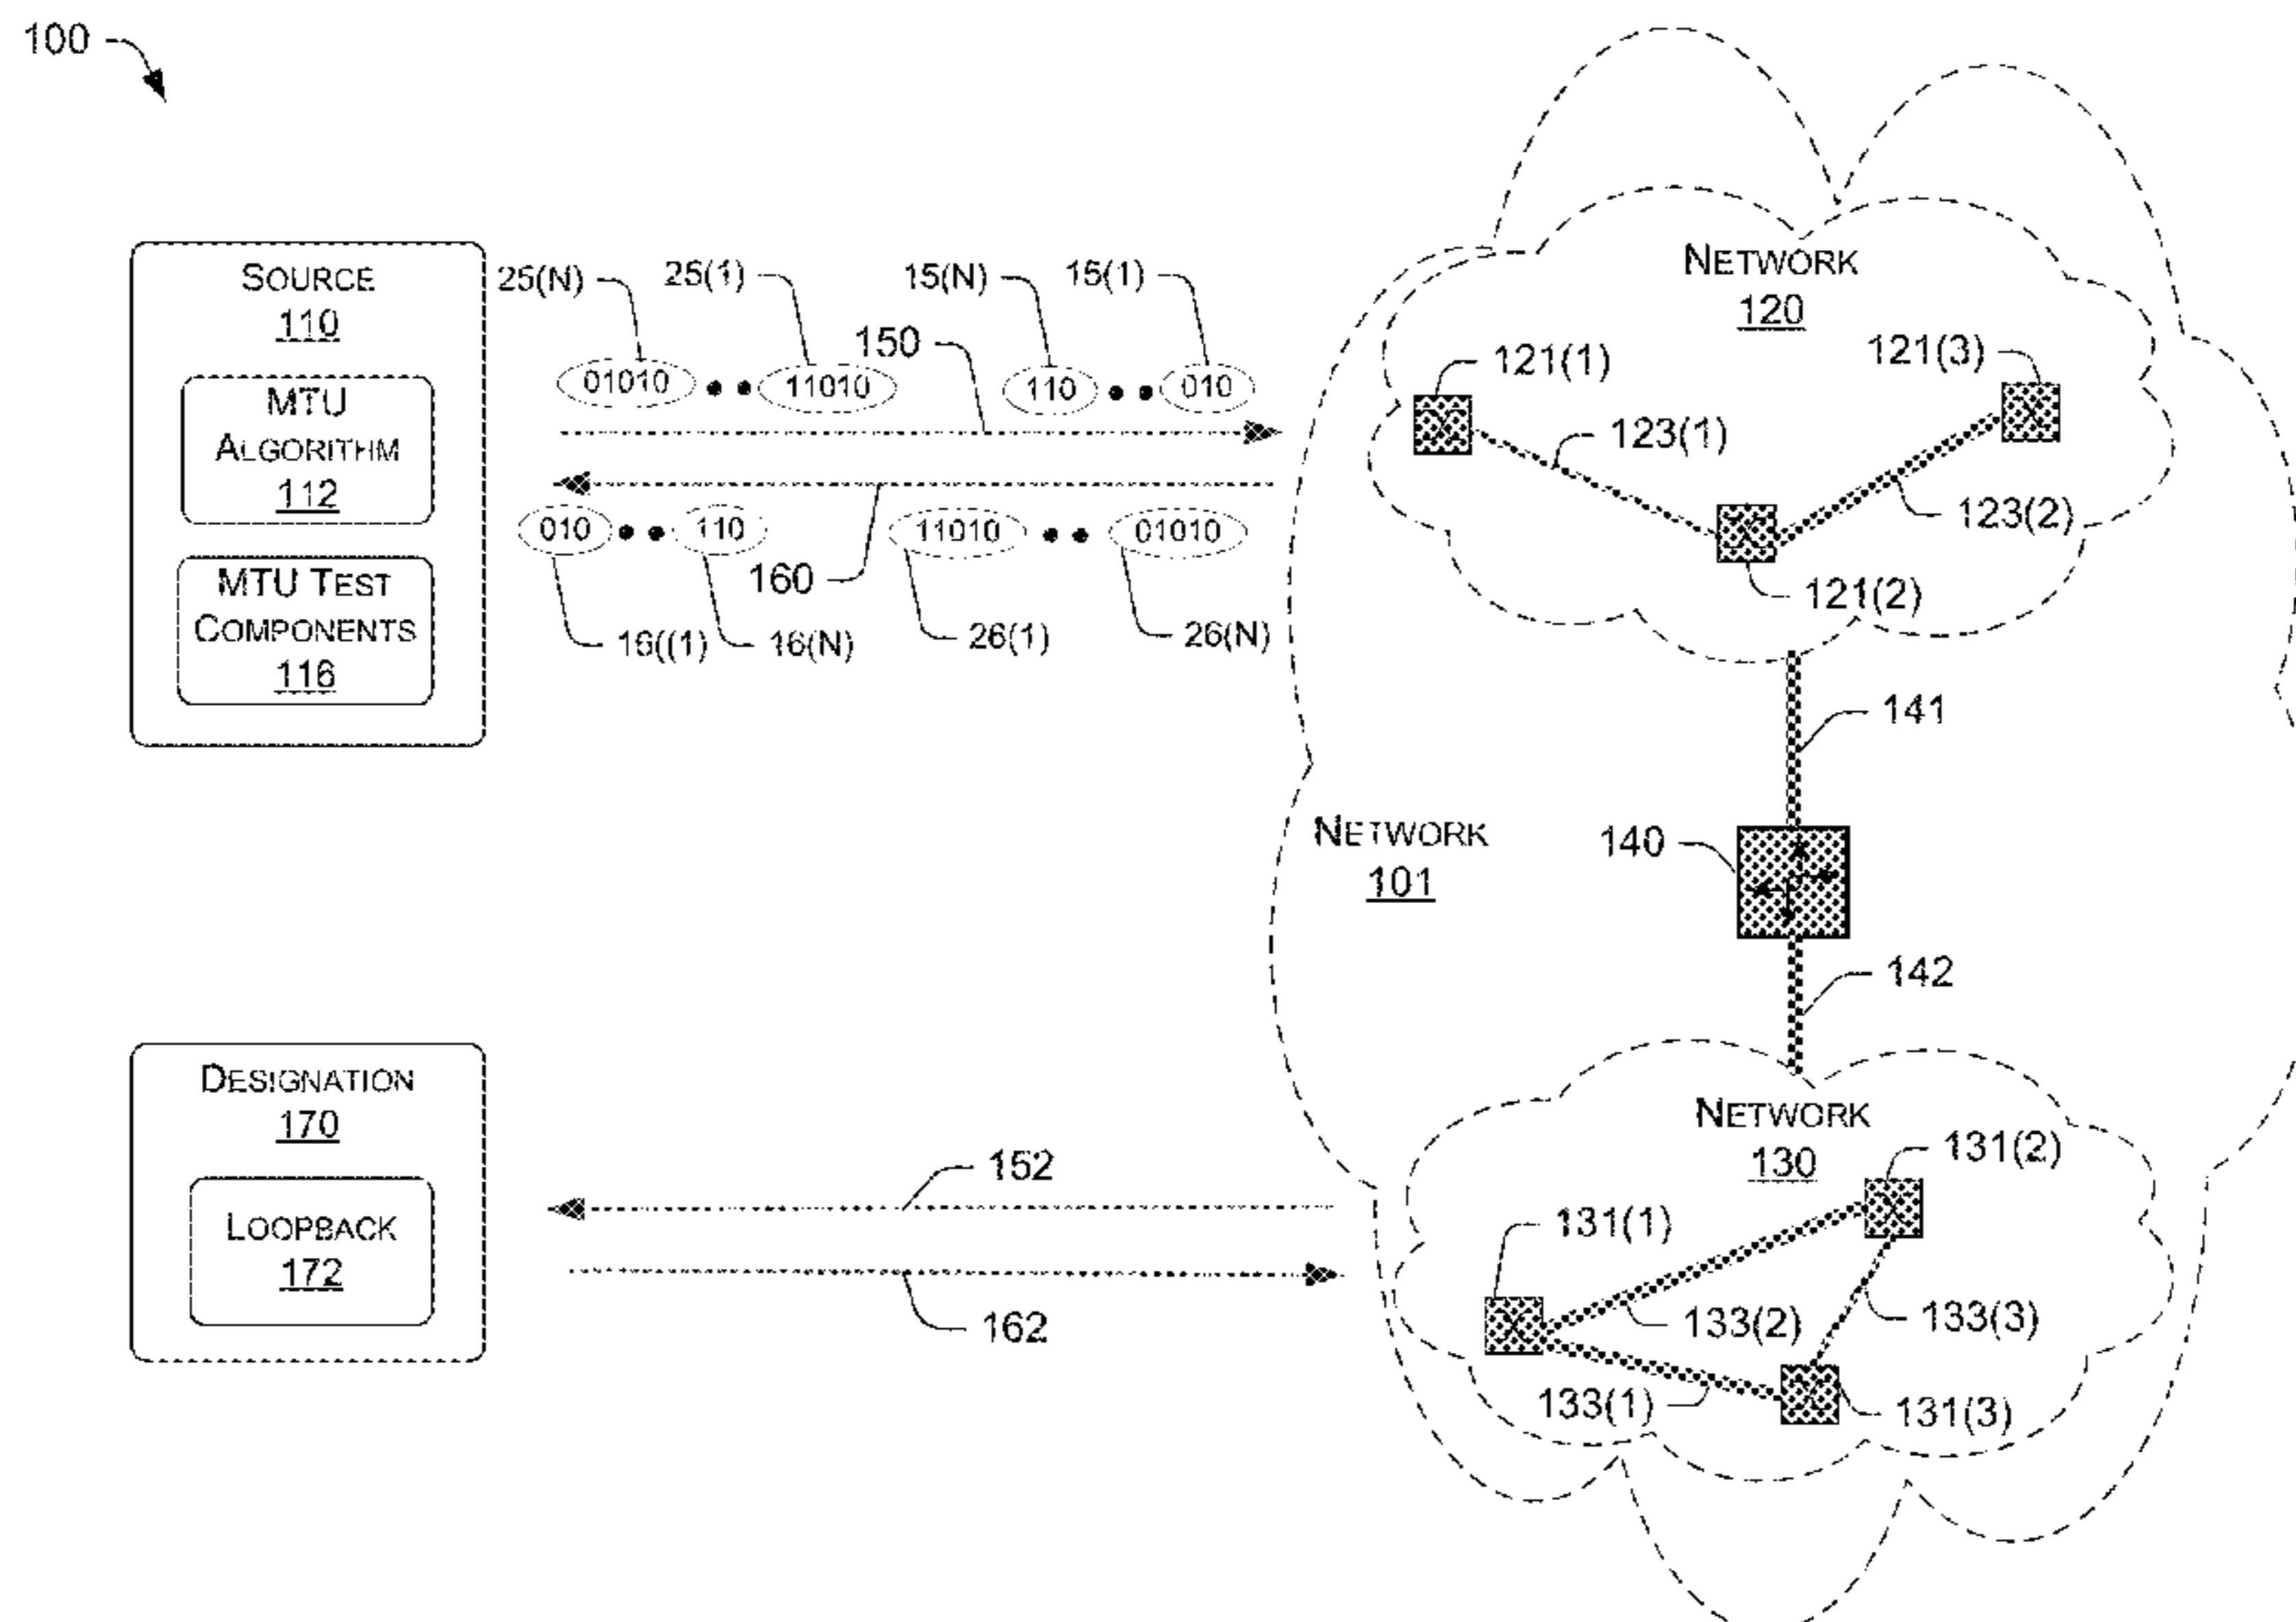 100
SOURCE
110
MTU
ALGORITHM
112
MTU TEST
COMPONENTS
116
25(N)
25(1)
15(N)
15(1)
150
01010
11010
110
010
010
110
11010
01010
160
16((1)
16(N)
26(1)
26(N)
NETWORK
120
121(1)
121(3)
123(1)
123(2)
121(2)
141
NETWORK
101
140
142
DESIGNATION
170
LOOPBACK
172
152
162
NETWORK
130
131(2)
131(1)
133(2)
133(3)
133(1)
131(3)